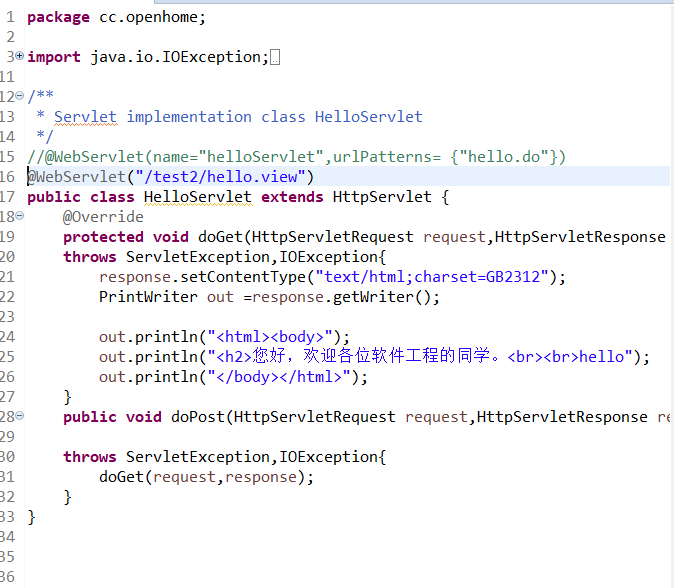 1 package cc.openhome;
2
3 import java.io.IOException;
11
12 /**
13 * Servlet implementation class HelloServlet
14 */
15 //@WebServlet(name="helloServlet",urlPatterns= {"hello.do"})
16 @WebServlet("/test2/hello.view")
17 public class HelloServlet extends HttpServlet {
18 @Override
19 protected void doGet(HttpServletRequest request,HttpServletResponse
20 throws ServletException,IOException{
21 response.setContentType("text/html;charset=GB2312");
22 PrintWriter out =response.getWriter();
23
24 out.println("<html><body>");
25 out.println("<h2>您好，欢迎各位软件工程的同学。<br><br>hello");
26 out.println("</body></html>");
27 }
28 public void doPost(HttpServletRequest request,HttpServletResponse re
29
30 throws ServletException,IOException{
31 doGet(request,response);
32 }
33 }
34
35
36